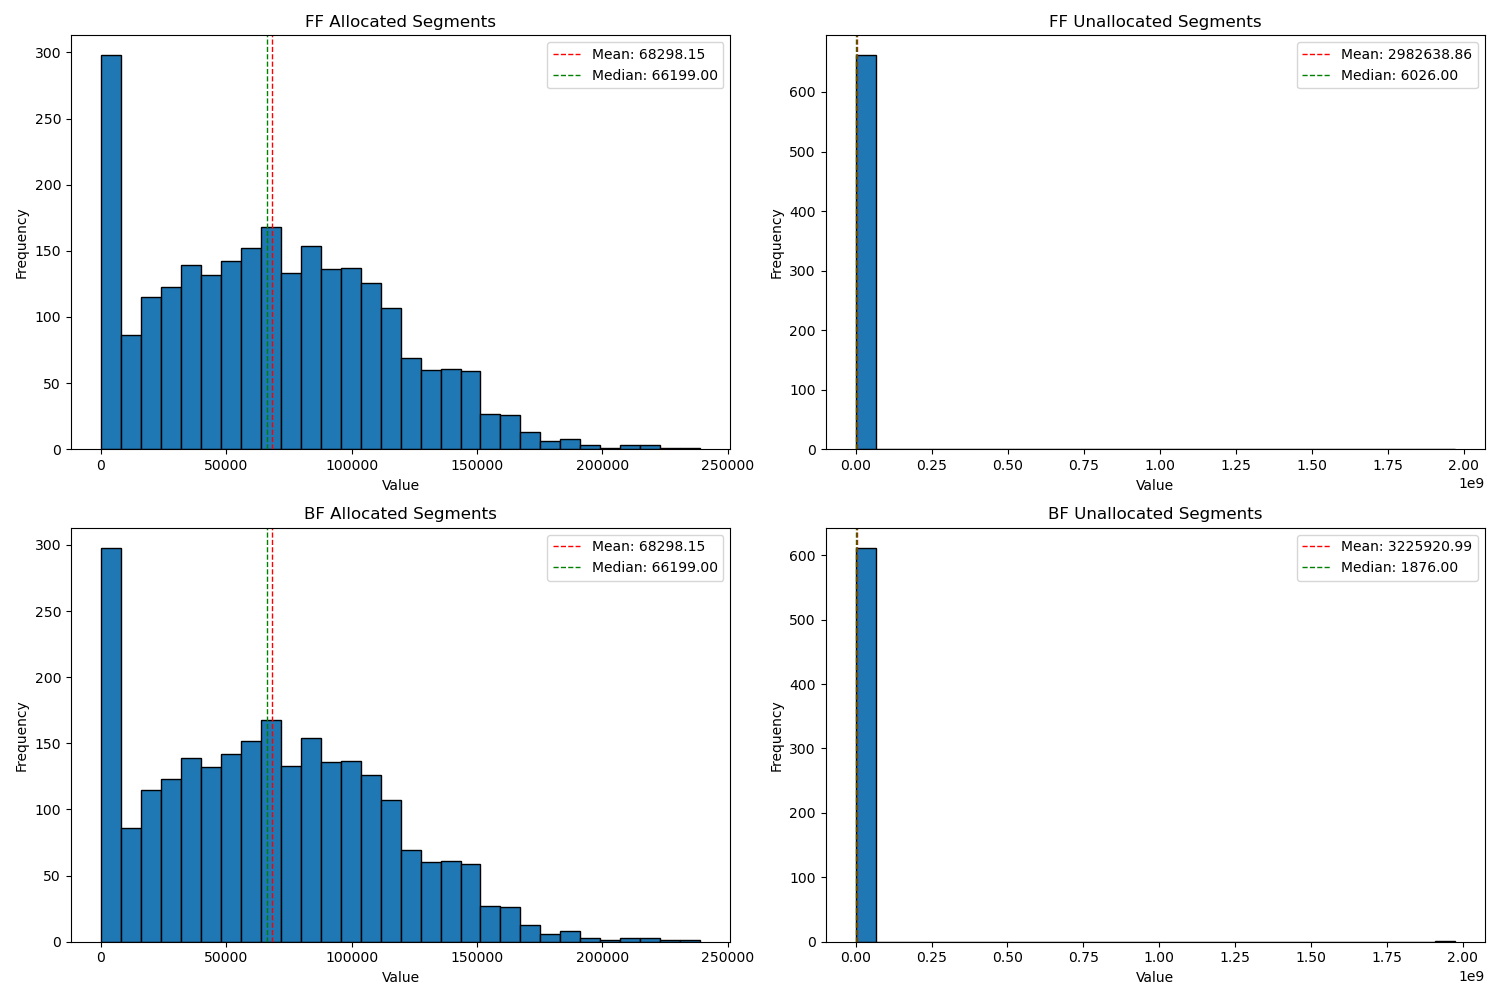 FF Allocated Segments
Mean: 68298.15
Median: 66199.00
Frequency
300
250
200
150
100
50
0
0 50000 100000 150000 200000 250000
Value
FF Unallocated Segments
Mean: 2982638.86
Median: 6026.00
Frequency
600
500
400
300
200
100
0
0.00 0.25 0.50 0.75 1.00 1.25 1.50 1.75 2.00
1e9
Value
BF Allocated Segments
Mean: 68298.15
Median: 66199.00
Frequency
300
250
200
150
100
50
0
0 50000 100000 150000 200000 250000
Value
BF Unallocated Segments
Mean: 3225920.99
Median: 1876.00
Frequency
600
500
400
300
200
100
0
0.00 0.25 0.50 0.75 1.00 1.25 1.50 1.75 2.00
1e9
Value